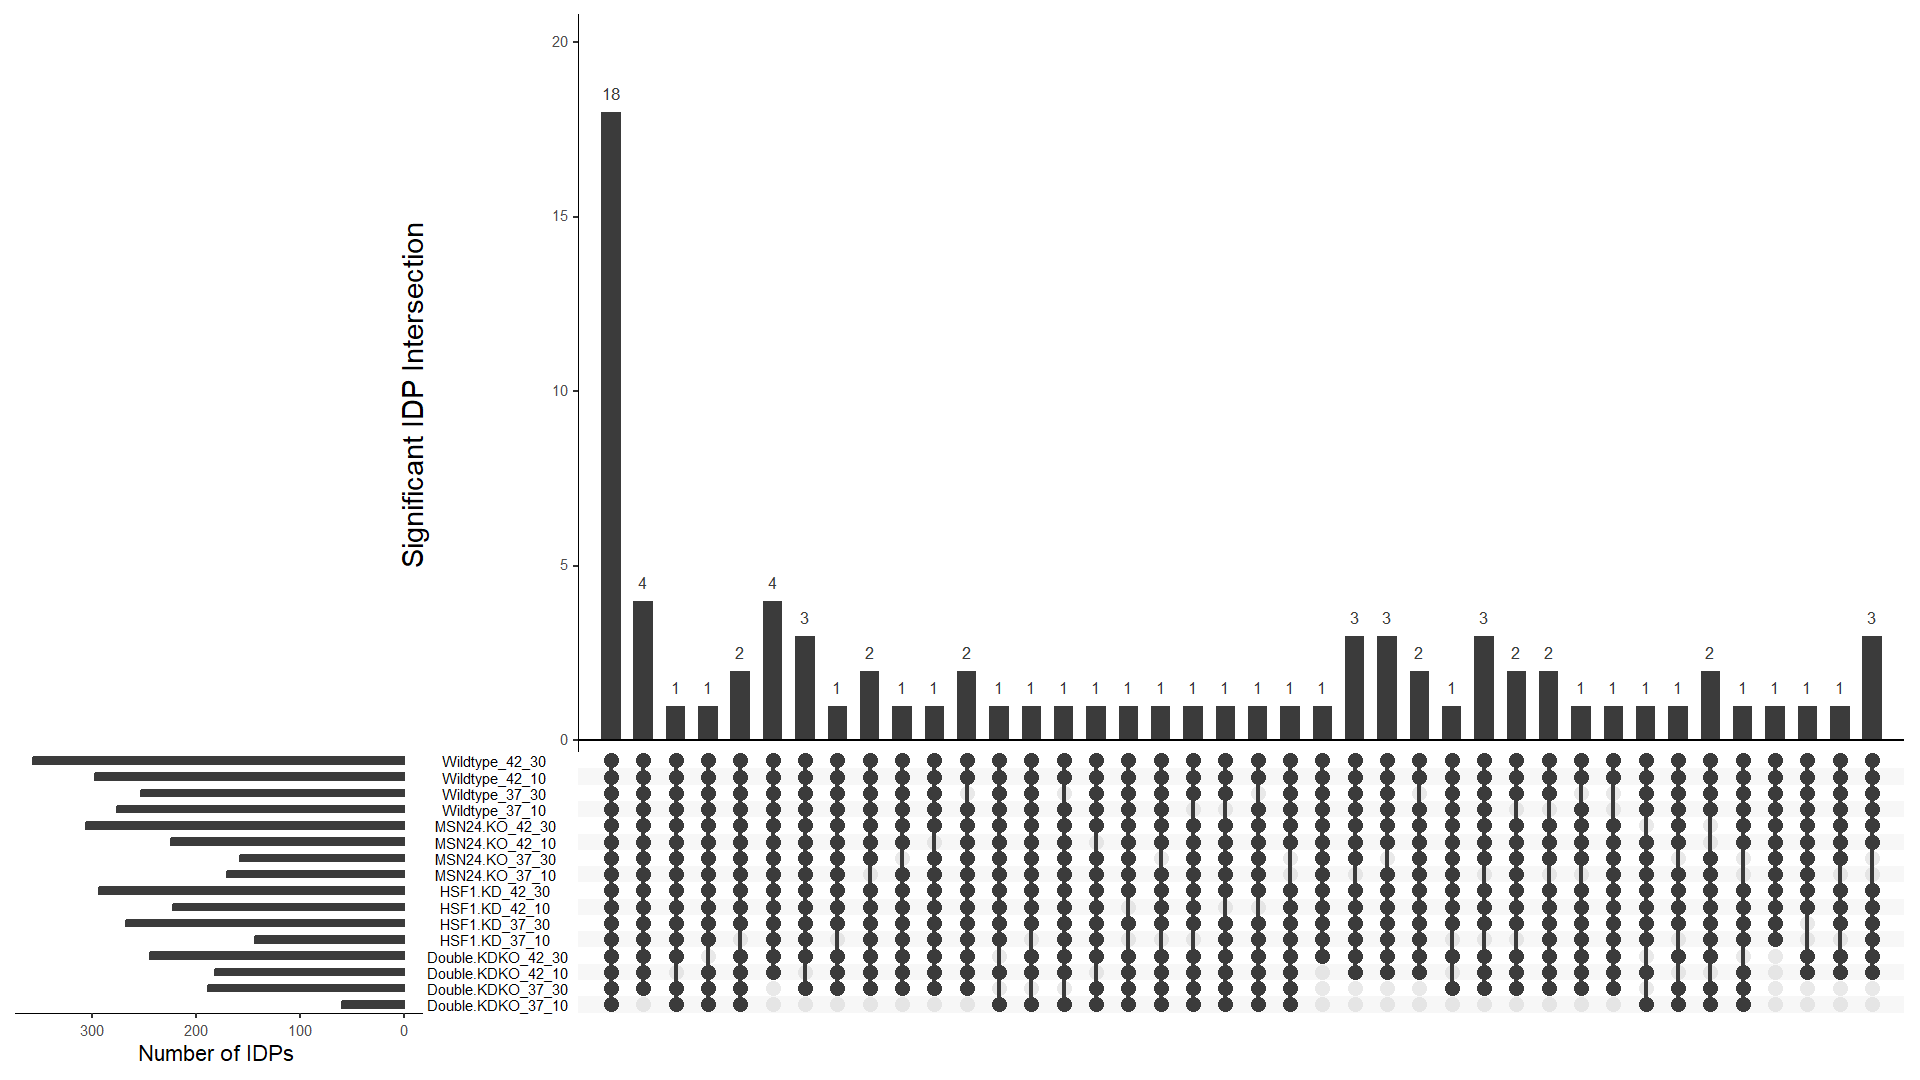 20
15
10
5
0
Significant IDP Intersection
18
4
1
1
2
4
3
1
2
1
1
2
1
1
1
1
1
1
1
1
1
1
1
3
3
2
1
3
2
2
1
1
1
1
2
1
1
1
1
3
Wildtype_42_30
Wildtype_42_10
Wildtype_37_30
Wildtype_37_10
MSN24.KO_42_30
MSN24.KO_42_10
MSN24.KO_37_30
MSN24.KO_37_10
HSF1.KD_42_30
HSF1.KD_42_10
HSF1.KD_37_30
HSF1.KD_37_10
Double.KDKO_42_30
Double.KDKO_42_10
Double.KDKO_37_30
Double.KDKO_37_10
300 200 100 0
Number of IDPs